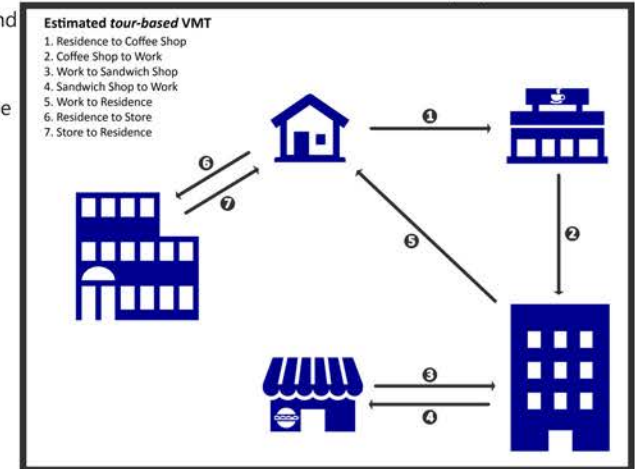 nd
e
Estimated tour-based VMT
1. Residence to Coffee Shop
2. Coffee Shop to Work
3. Work to Sandwich Shop
4. Sandwich Shop to Work
5. Work to Residence
6. Residence to Store
7. Store to Residence
1
6
7
2
5
3
4